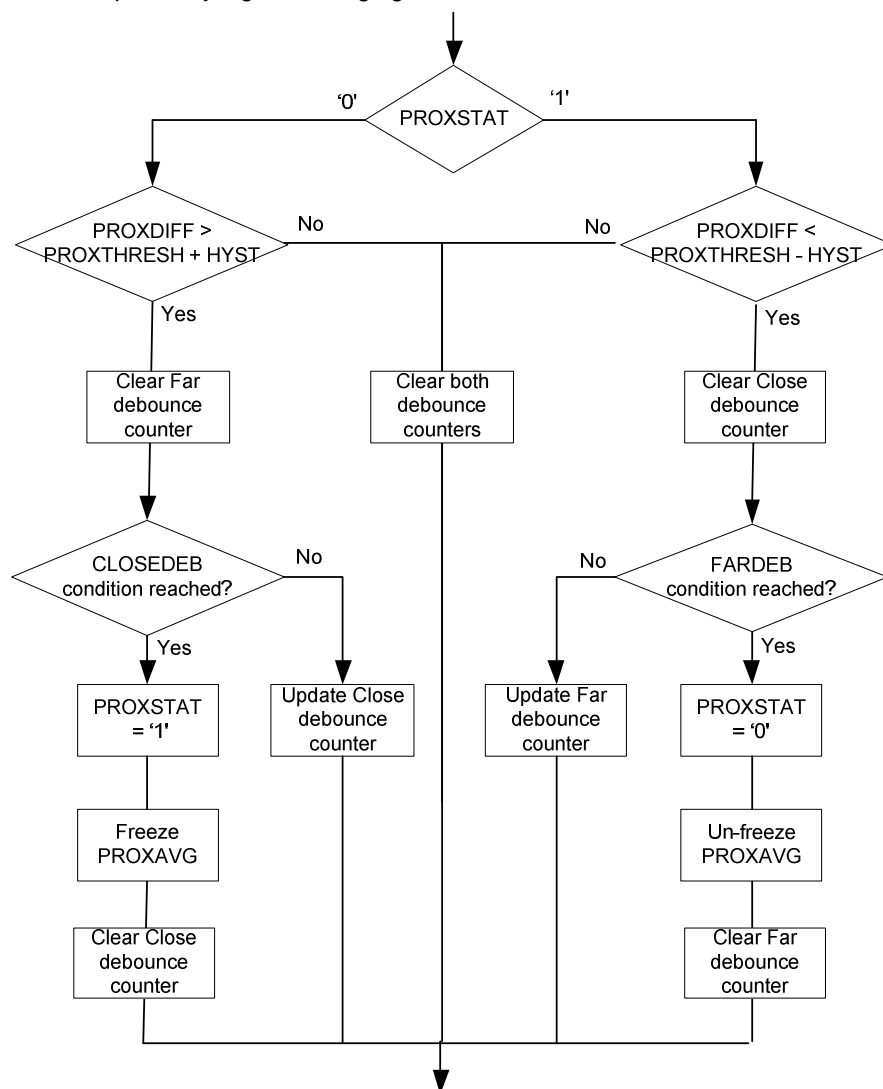 '0'
PROXSTAT
'1'
PROXDIFF >
PROXTHRESH + HYST
No
No
PROXDIFF <
PROXTHRESH - HYST
Yes
Yes
Clear Far
debounce
counter
Clear both
debounce
counters
Clear Close
debounce
counter
CLOSEDEB
condition reached?
No
No
FARDEB
condition reached?
Yes
Yes
PROXSTAT
= '1'
Update Close
debounce
counter
Update Far
debounce
counter
PROXSTAT
= '0'
Freeze
PROXAVG
Un-freeze
PROXAVG
Clear Close
debounce
counter
Clear Far
debounce
counter